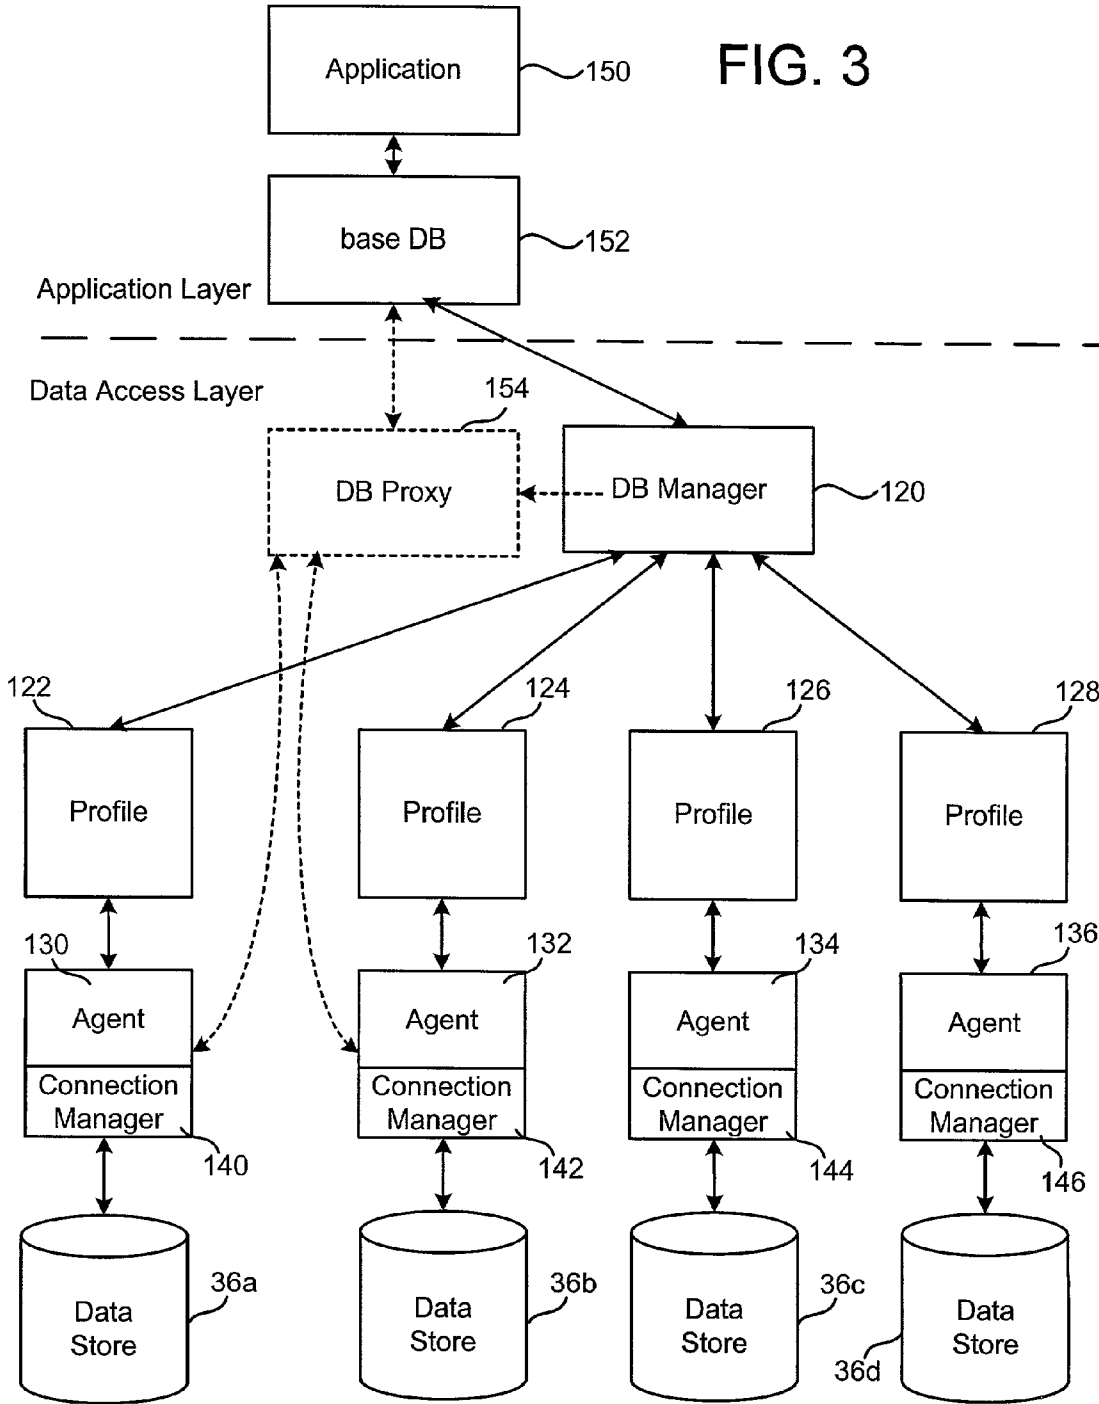 FIG. 3
Application
150
base DB
152
Application Layer
Data Access Layer
154
DB Proxy
DB Manager
120
122
124
126
128
Profile
Profile
Profile
Profile
130
132
134
136
Agent
Agent
Agent
Agent
Connection
Manager
Connection
Manager
Connection
Manager
Connection
Manager
140
142
144
146
36a
36b
36c
36d
Data
Store
Data
Store
Data
Store
Data
Store